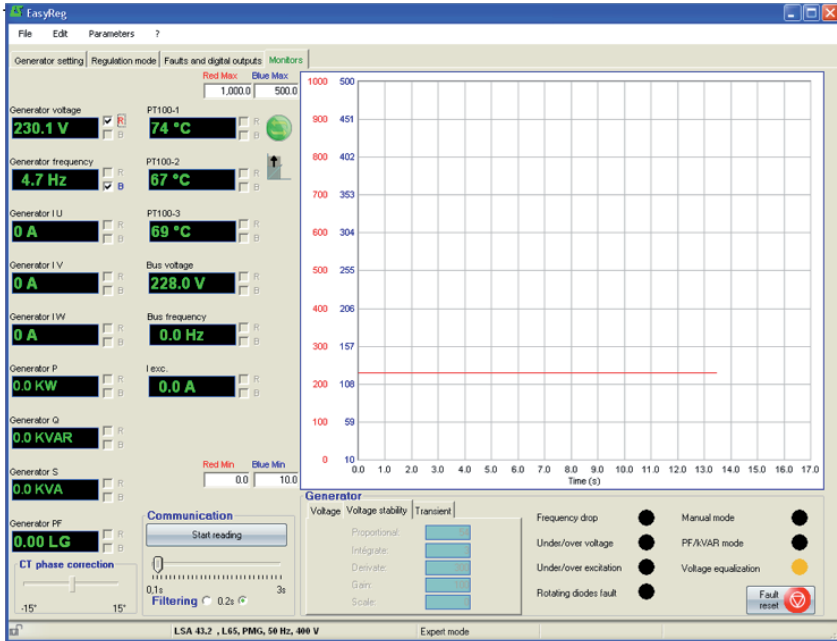 EasyReg
File Edit Parameters ?
Generator setting Regulation mode Faults and digital outputs Monitors
Red Max Blue Max
1,000.0 500.0
Generator voltage
230.1 V
R
B
Generator frequency
4.7 Hz
R
B
Generator I U
0 A
R
B
Generator I V
0 A
R
B
Generator I W
0 A
R
B
Generator P
0.0 KW
R
B
Generator Q
0.0 KVAR
R
B
Generator S
0.0 KVA
R
B
Generator PF
0.00 LG
R
B
CT phase correction
-15° 15°
PT100-1
74 °C
R
B
PT100-2
67 °C
R
B
PT100-3
69 °C
R
B
Bus voltage
228.0 V
R
B
Bus frequency
0.0 Hz
R
B
I exc.
0.0 A
R
B
Red Min Blue Min
0.0 10.0
Communication
Start reading
0,1s 3s
Filtering 0.2s
1000 500
900 451
800 402
700 353
600 304
500 255
400 206
300 157
200 108
100 59
0 10
0.0 1.0 2.0 3.0 4.0 5.0 6.0 7.0 8.0 9.0 10.0 11.0 12.0 13.0 14.0 15.0 16.0 17.0
Time (s)
Generator
Voltage Voltage stability Transient
Proportional:
Intégrate:
Derivate:
Gain:
Scale:
Frequency drop
Under/over voltage
Under/over excitation
Rotating diodes fault
Manual mode
PF/kVAR mode
Voltage equalization
Fault
reset
LSA 43.2 , L65, PMG, 50 Hz, 400 V Expert mode